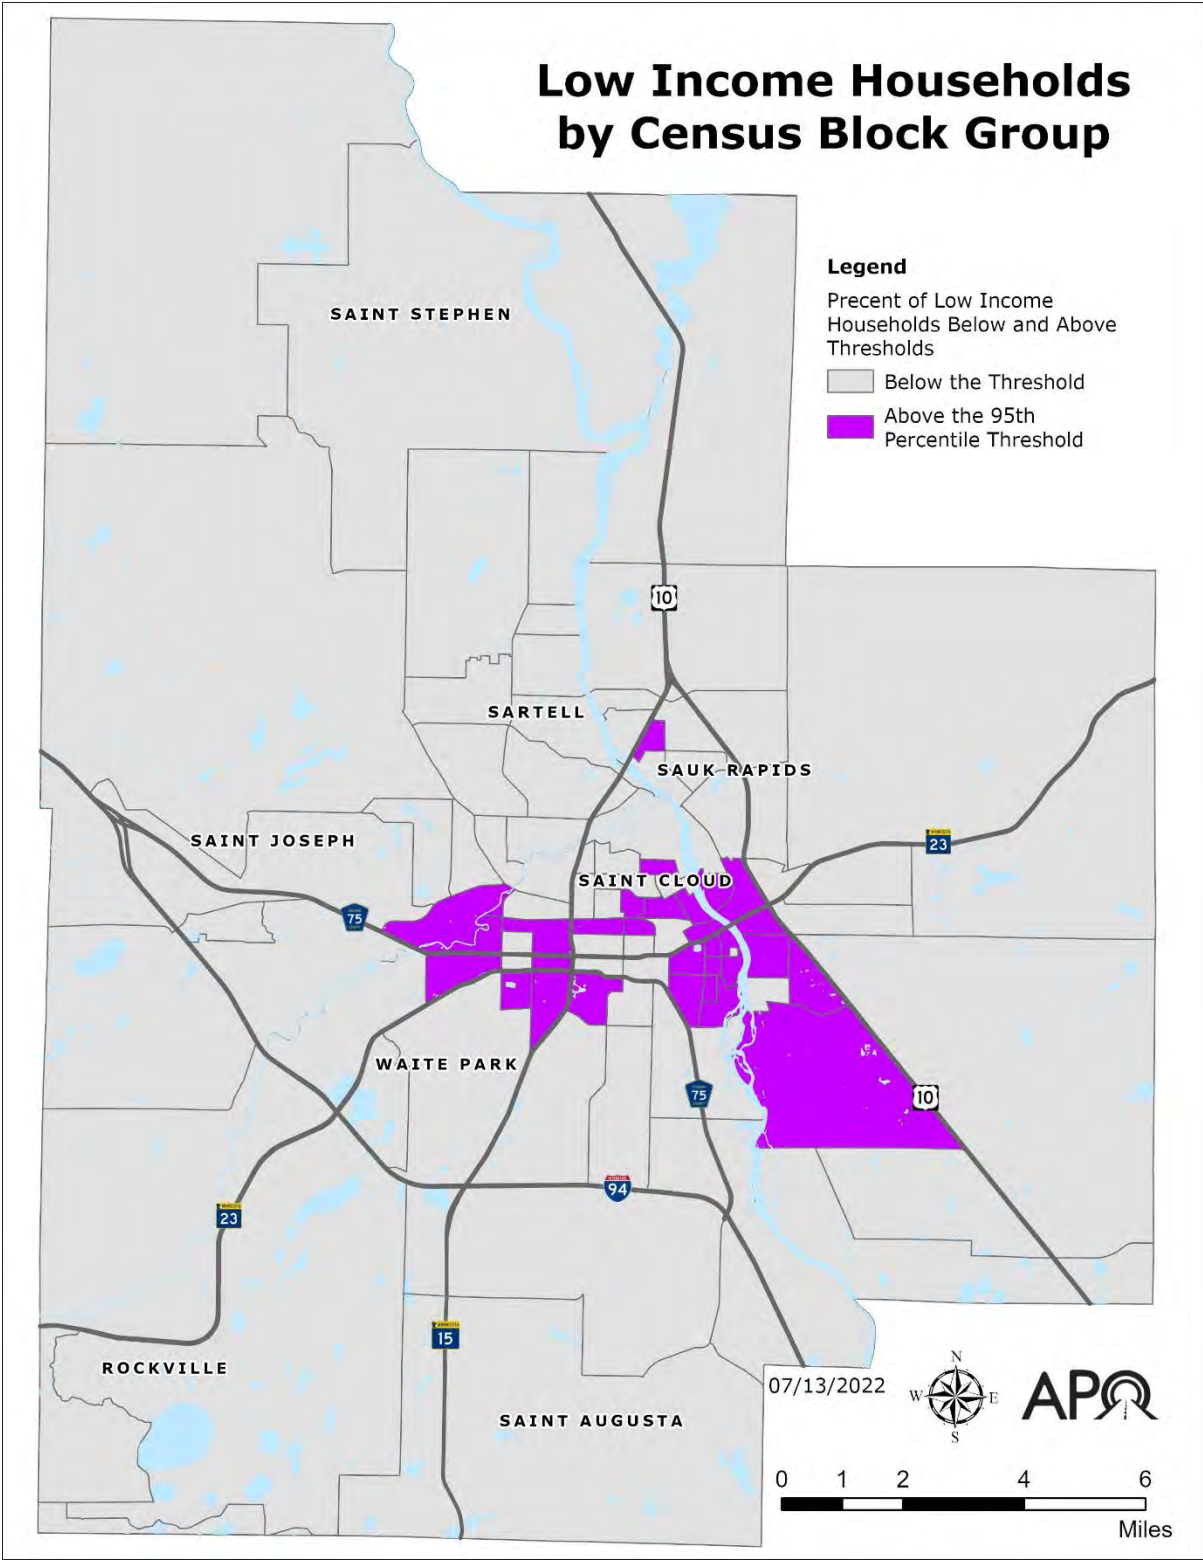 Low Income Households
by Census Block Group
Legend
Precent of Low Income
Households Below and Above
Thresholds
Below the Threshold
Above the 95th
Percentile Threshold
SAINT STEPHEN
10
SARTELL
SAUK RAPIDS
SAINT JOSEPH
23
SAINT CLOUD
75
WAITE PARK
75
10
94
23
15
ROCKVILLE
SAINT AUGUSTA
07/13/2022
N
W E
S
APO
0 1 2 4 6
Miles